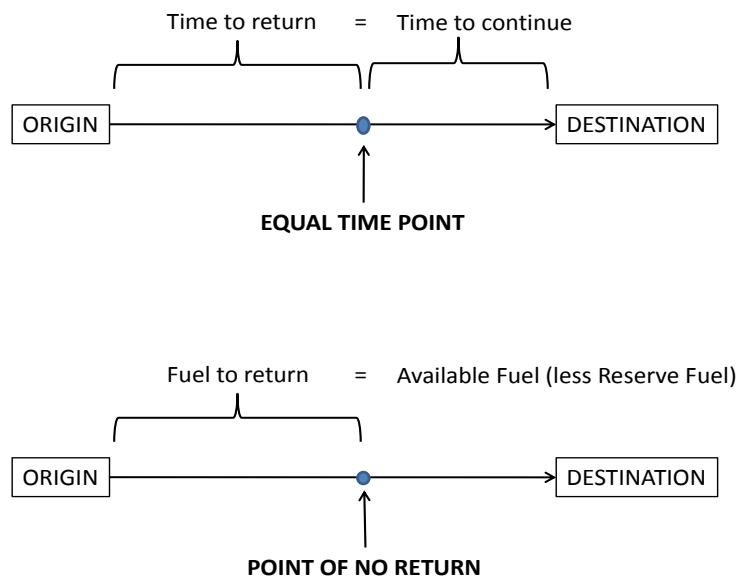 Time to return = Time to continue
ORIGIN DESTINATION
EQUAL TIME POINT
Fuel to return = Available Fuel (less Reserve Fuel)
ORIGIN DESTINATION
POINT OF NO RETURN